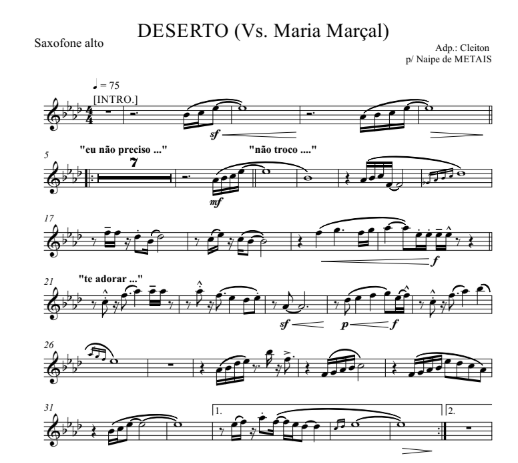 DESERTO (Vs. Maria Marçal)
Saxofone alto
Adp.: Cleiton
p/ Naipe de METAIS
♩ = 75
[INTRO.]
4/4
sf
5
"eu não preciso ..."
"não troco ...."
7
mf
17
f
21
"te adorar ..."
sf
p
f
26
31
1.
2.